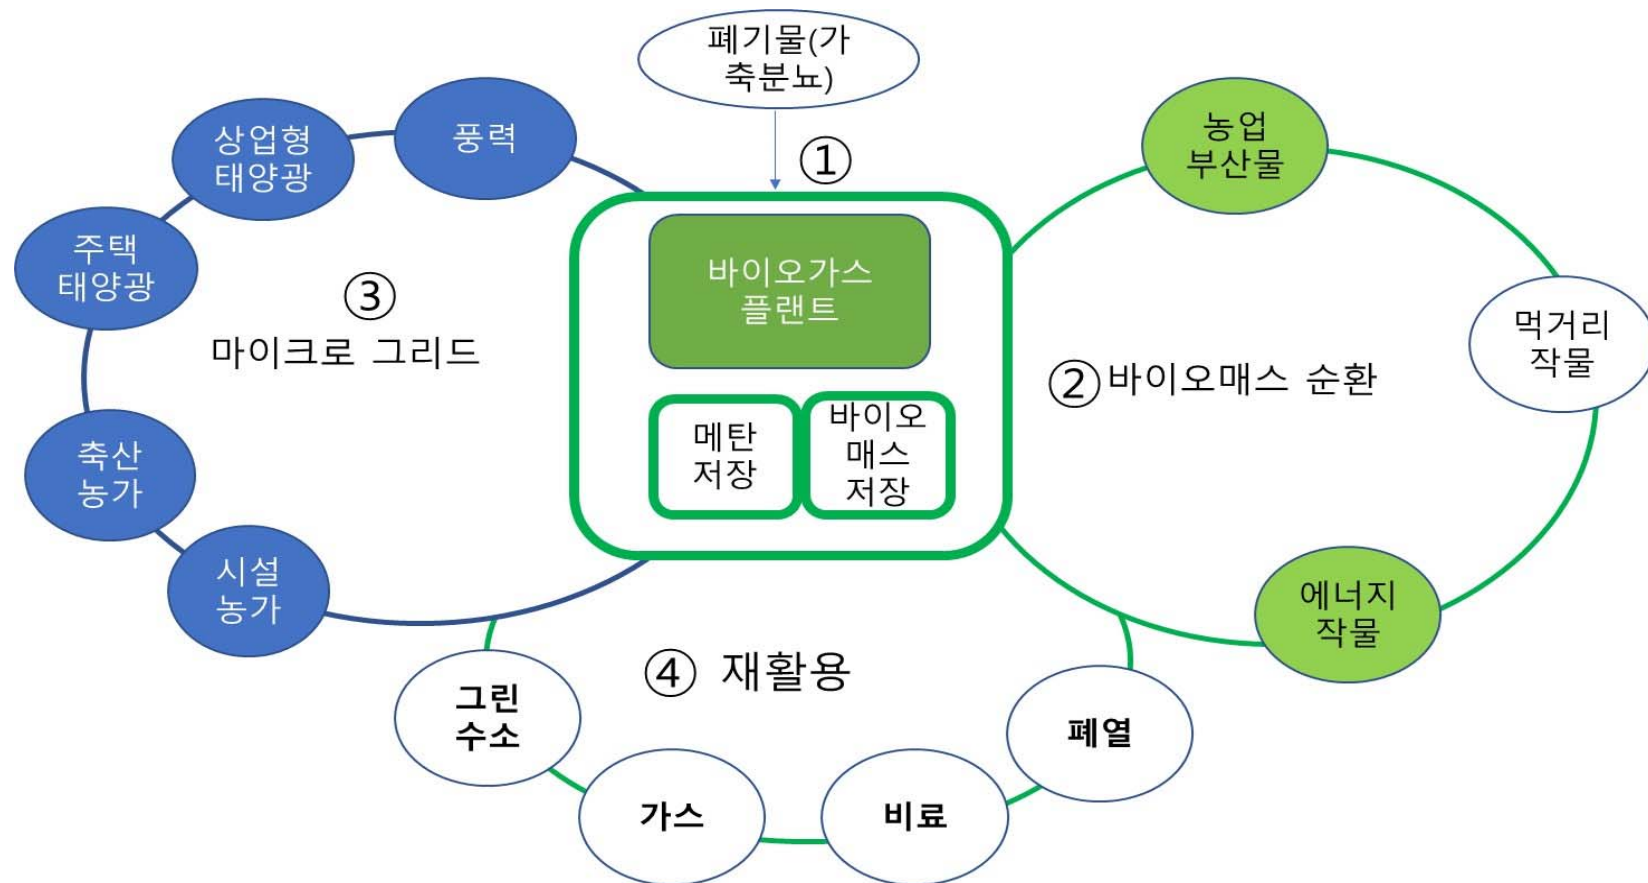 폐기물(가
축분뇨)
①
풍력
상업형
태양광
주택
태양광
③
마이크로 그리드
축산
농가
시설
농가
바이오가스
플랜트
메탄
저장
바이오
매스
저장
농업
부산물
먹거리
작물
②바이오매스 순환
에너지
작물
④ 재활용
그린
수소
가스
비료
폐열